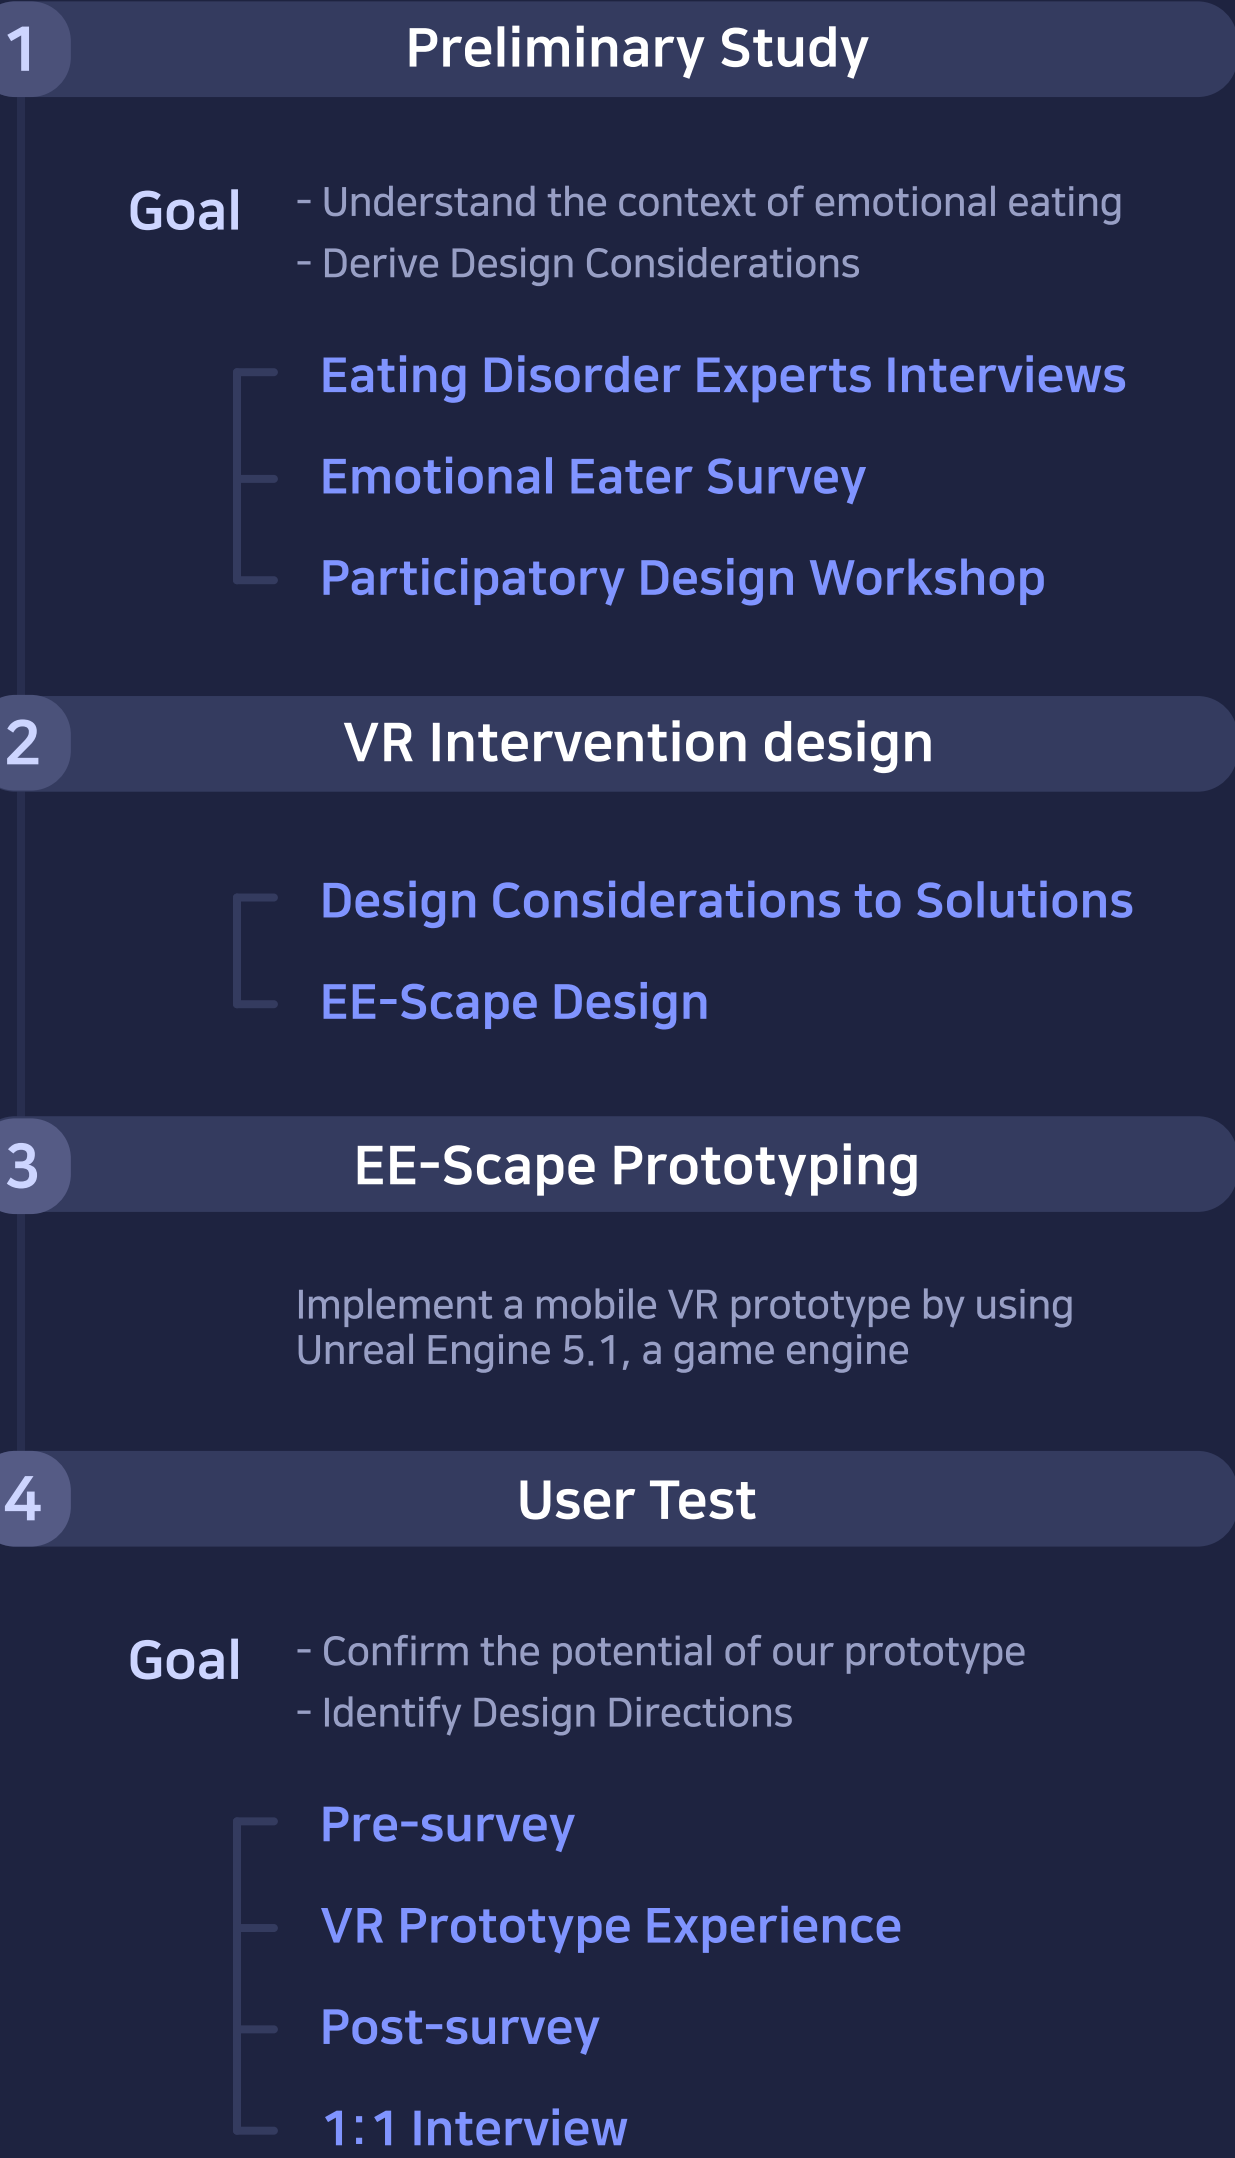 1
Preliminary Study
Goal
- Understand the context of emotional eating
- Derive Design Considerations
Eating Disorder Experts Interviews
Emotional Eater Survey
Participatory Design Workshop
2
VR Intervention design
Design Considerations to Solutions
EE-Scape Design
3
EE-Scape Prototyping
Implement a mobile VR prototype by using
Unreal Engine 5.1, a game engine
4
User Test
Goal
- Confirm the potential of our prototype
- Identify Design Directions
Pre-survey
VR Prototype Experience
Post-survey
1:1 Interview